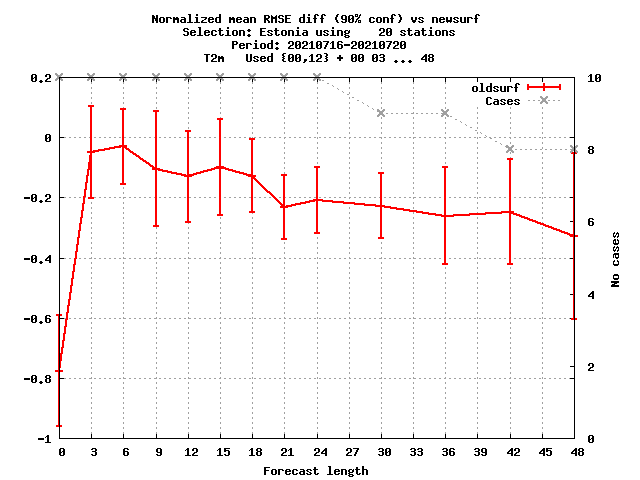 Normalized mean RMSE diff (90% conf) vs newsurf
Selection: Estonia using    20 stations
Period: 20210716-20210720
T2m   Used {00,12} + 00 03 ... 48
oldsurf
Cases
0.2
0
-0.2
-0.4
-0.6
-0.8
-1
10
8
6
4
2
0
No cases
0 3 6 9 12 15 18 21 24 27 30 33 36 39 42 45 48
Forecast length